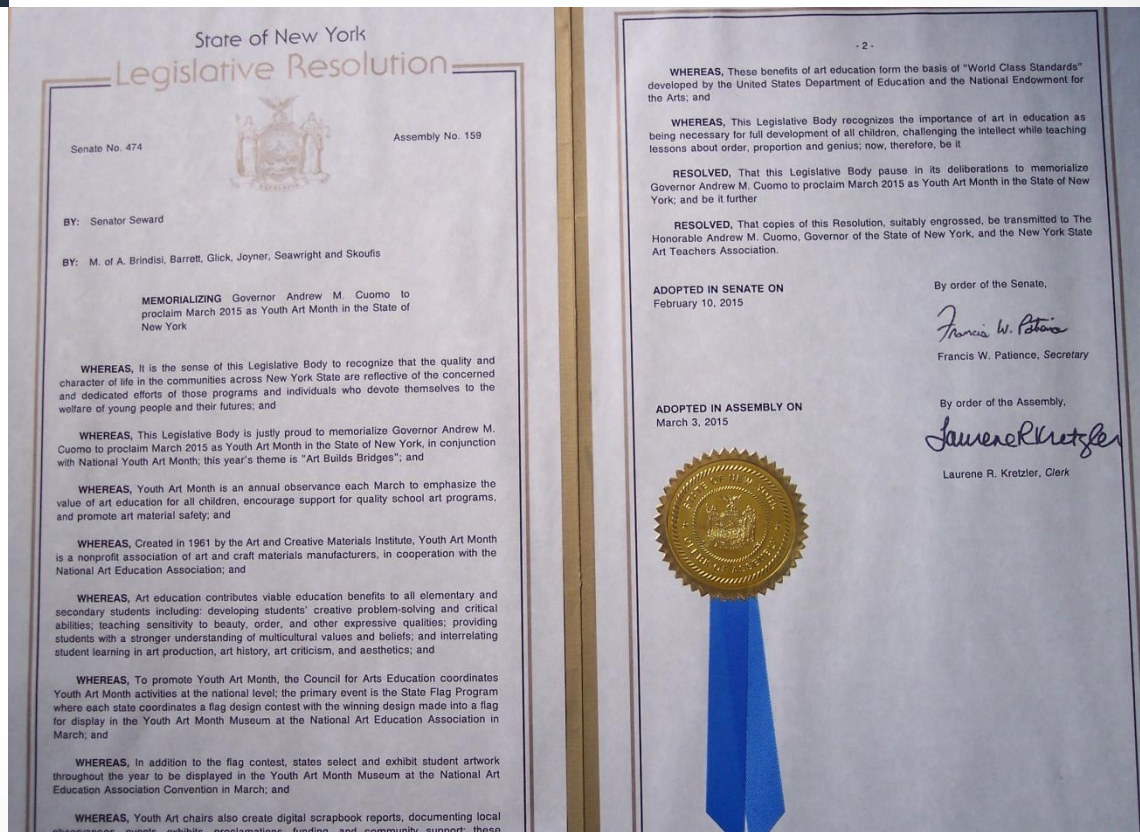 State of New York
Legislative Resolution
Senate No. 474
Assembly No. 159
EXCELSIOR
BY: Senator Seward
BY: M. of A. Brindisi, Barrett, Glick, Joyner, Seawright and Skoufis
MEMORIALIZING Governor Andrew M. Cuomo to
proclaim March 2015 as Youth Art Month in the State of
New York
WHEREAS, It is the sense of this Legislative Body to recognize that the quality and
character of life in the communities across New York State are reflective of the concerned
and dedicated efforts of those programs and individuals who devote themselves to the
welfare of young people and their futures; and
WHEREAS, This Legislative Body is justly proud to memorialize Governor Andrew M.
Cuomo to proclaim March 2015 as Youth Art Month in the State of New York, in conjunction
with National Youth Art Month; this year's theme is "Art Builds Bridges"; and
WHEREAS, Youth Art Month is an annual observance each March to emphasize the
value of art education for all children, encourage support for quality school art programs,
and promote art material safety; and
WHEREAS, Created in 1961 by the Art and Creative Materials Institute, Youth Art Month
is a nonprofit association of art and craft materials manufacturers, in cooperation with the
National Art Education Association; and
WHEREAS, Art education contributes viable education benefits to all elementary and
secondary students including: developing students' creative problem-solving and critical
abilities; teaching sensitivity to beauty, order, and other expressive qualities; providing
students with a stronger understanding of multicultural values and beliefs; and interrelating
student learning in art production, art history, art criticism, and aesthetics; and
WHEREAS, To promote Youth Art Month, the Council for Arts Education coordinates
Youth Art Month activities at the national level; the primary event is the State Flag Program
where each state coordinates a flag design contest with the winning design made into a flag
for display in the Youth Art Month Museum at the National Art Education Association in
March; and
WHEREAS, In addition to the flag contest, states select and exhibit student artwork
throughout the year to be displayed in the Youth Art Month Museum at the National Art
Education Association Convention in March; and
WHEREAS, Youth Art chairs also create digital scrapbook reports, documenting local
observances, events, exhibits, proclamations, funding, and community support; these
- 2 -
WHEREAS, These benefits of art education form the basis of "World Class Standards"
developed by the United States Department of Education and the National Endowment for
the Arts; and
WHEREAS, This Legislative Body recognizes the importance of art in education as
being necessary for full development of all children, challenging the intellect while teaching
lessons about order, proportion and genius; now, therefore, be it
RESOLVED, That this Legislative Body pause in its deliberations to memorialize
Governor Andrew M. Cuomo to proclaim March 2015 as Youth Art Month in the State of New
York; and be it further
RESOLVED, That copies of this Resolution, suitably engrossed, be transmitted to The
Honorable Andrew M. Cuomo, Governor of the State of New York, and the New York State
Art Teachers Association.
ADOPTED IN SENATE ON
February 10, 2015
By order of the Senate,
Francis W. Patience
Francis W. Patience, Secretary
ADOPTED IN ASSEMBLY ON
March 3, 2015
By order of the Assembly,
Laurene R Kretzler
Laurene R. Kretzler, Clerk
STATE OF NEW YORK
CLERK OF ASSEMBLY